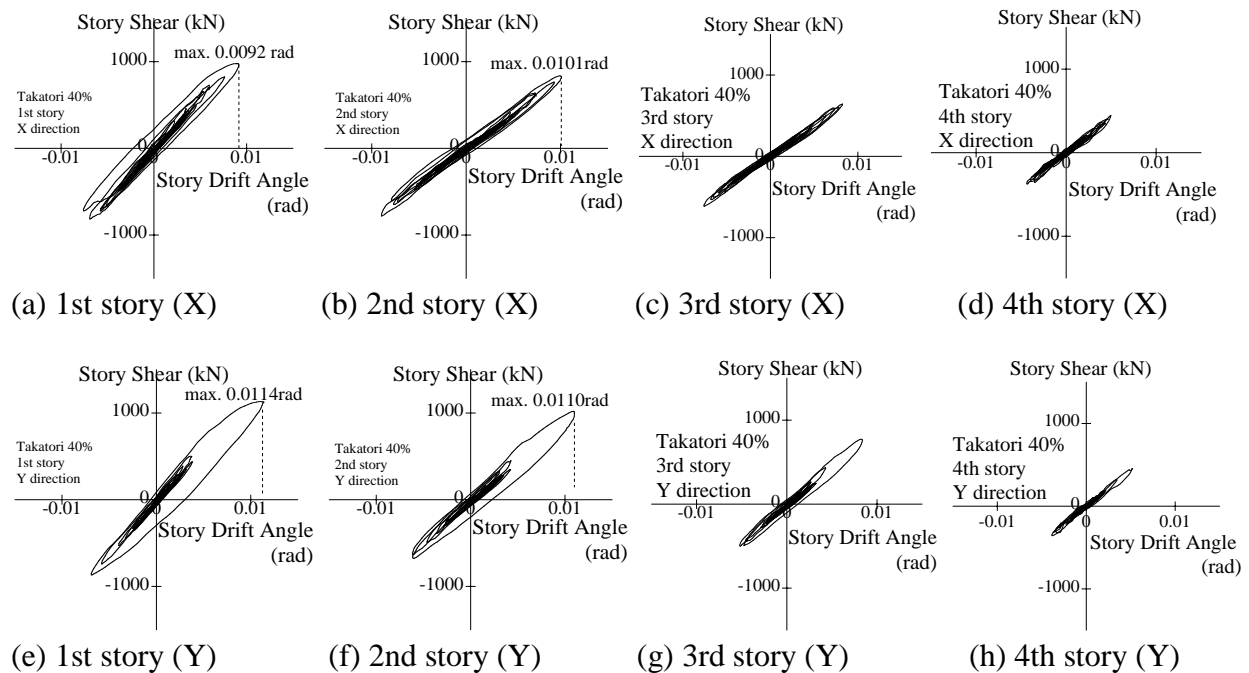 Story Shear (kN)
1000
max. 0.0092 rad
Takatori 40%
1st story
X direction
0
-0.01
0.01
Story Drift Angle
(rad)
-1000
(a) 1st story (X)
Story Shear (kN)
1000
max. 0.0101rad
Takatori 40%
2nd story
X direction
0
-0.01
0
0.01
Story Drift Angle
(rad)
-1000
(b) 2nd story (X)
Story Shear (kN)
1000
Takatori 40%
3rd story
X direction
0
-0.01
0
0.01
Story Drift Angle
(rad)
-1000
(c) 3rd story (X)
Story Shear (kN)
1000
Takatori 40%
4th story
X direction
0
-0.01
0
0.01
Story Drift Angle
(rad)
-1000
(d) 4th story (X)
Story Shear (kN)
max. 0.0114rad
1000
Takatori 40%
1st story
Y direction
0
-0.01
0
0.01
Story Drift Angle
(rad)
-1000
(e) 1st story (Y)
Story Shear (kN)
max. 0.0110rad
1000
Takatori 40%
2nd story
Y direction
0
-0.01
0
0.01
Story Drift Angle
(rad)
-1000
(f) 2nd story (Y)
Story Shear (kN)
1000
Takatori 40%
3rd story
Y direction
0
-0.01
0
0.01
Story Drift Angle
(rad)
-1000
(g) 3rd story (Y)
Story Shear (kN)
1000
Takatori 40%
4th story
Y direction
0
-0.01
0
0.01
Story Drift Angle
(rad)
-1000
(h) 4th story (Y)